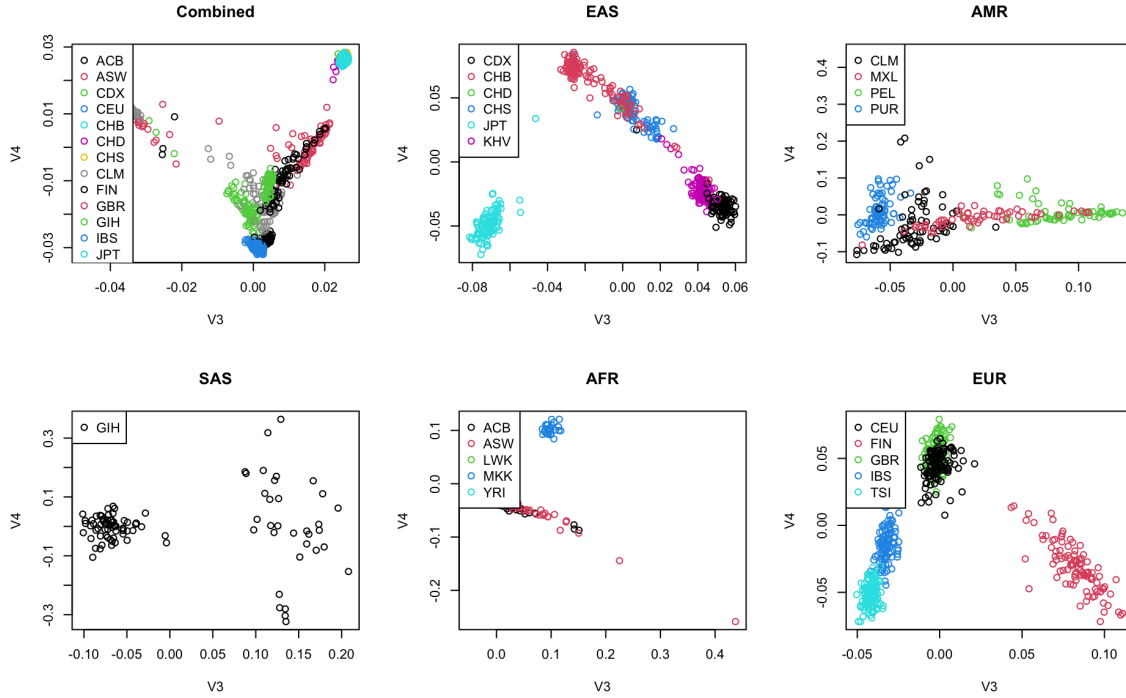 Combined
0.03
0.01
-0.01
-0.03
V4
ACB
ASW
CDX
CEU
CHB
CHD
CHS
CLM
FIN
GBR
GIH
IBS
JPT
-0.04
-0.02
0.00
0.02
V3
EAS
0.05
0.00
-0.05
V4
CDX
CHB
CHD
CHS
JPT
KHV
-0.08
-0.04
0.00
0.02
0.04
0.06
V3
AMR
0.4
0.3
0.2
0.1
0.0
-0.1
V4
CLM
MXL
PEL
PUR
-0.05
0.00
0.05
0.10
V3
SAS
0.3
0.1
-0.1
-0.3
V4
GIH
-0.10
-0.05
0.00
0.05
0.10
0.15
0.20
V3
AFR
0.1
0.0
-0.1
-0.2
V4
ACB
ASW
LWK
MKK
YRI
0.0
0.1
0.2
0.3
0.4
V3
EUR
0.05
0.00
-0.05
V4
CEU
FIN
GBR
IBS
TSI
-0.05
0.00
0.05
0.10
V3